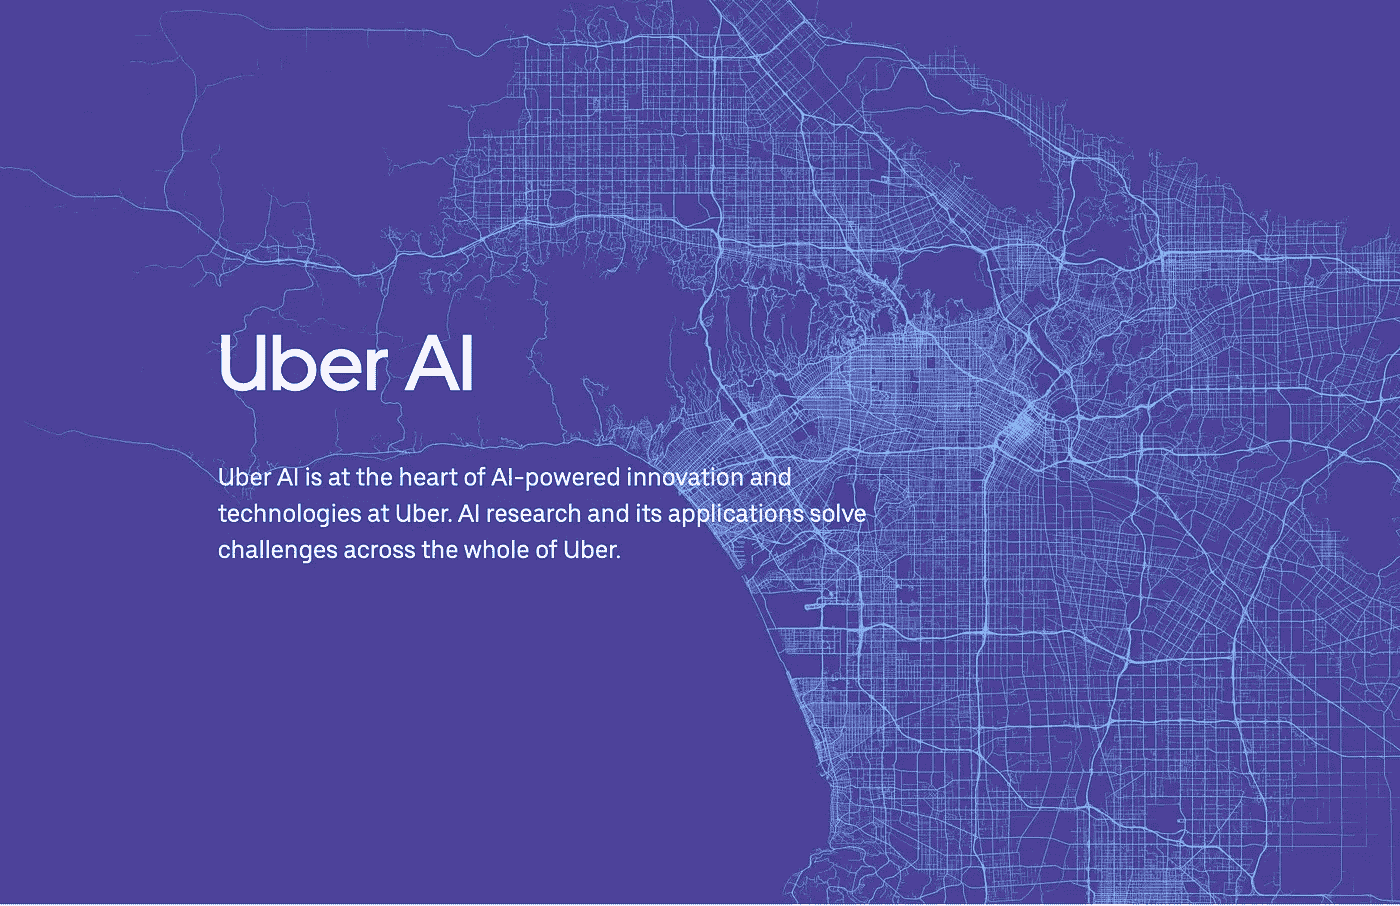 Uber AI
Uber AI is at the heart of AI-powered innovation and
technologies at Uber. AI research and its applications solve
challenges across the whole of Uber.